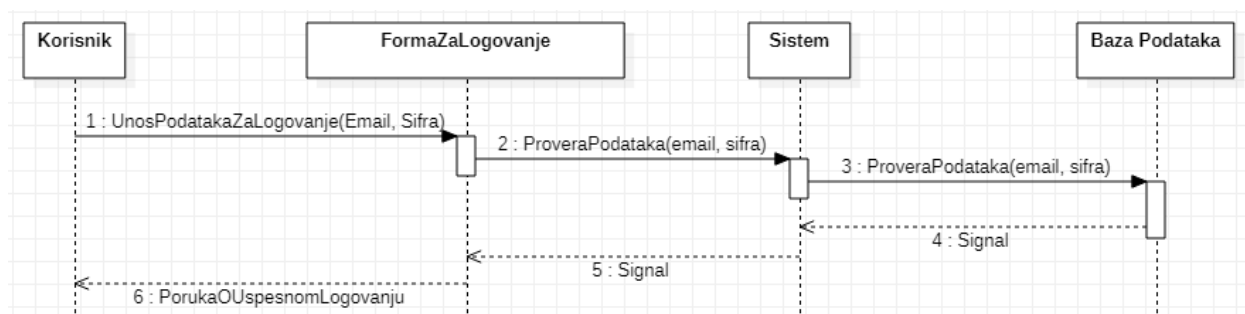 Korisnik
FormaZaLogovanje
Sistem
Baza Podataka
1 : UnosPodatakaZaLogovanje(Email, Sifra)
2 : ProveraPodataka(email, sifra)
3 : ProveraPodataka(email, sifra)
4 : Signal
5 : Signal
6 : PorukaOUspesnomLogovanju